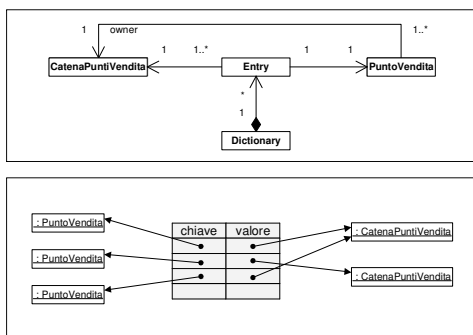 1 owner 1..*
1 1..* 1 1
CatenaPuntiVendita Entry PuntoVendita
*
1
Dictionary
chiave valore
: PuntoVendita
: CatenaPuntiVendita
: PuntoVendita
: CatenaPuntiVendita
: PuntoVendita